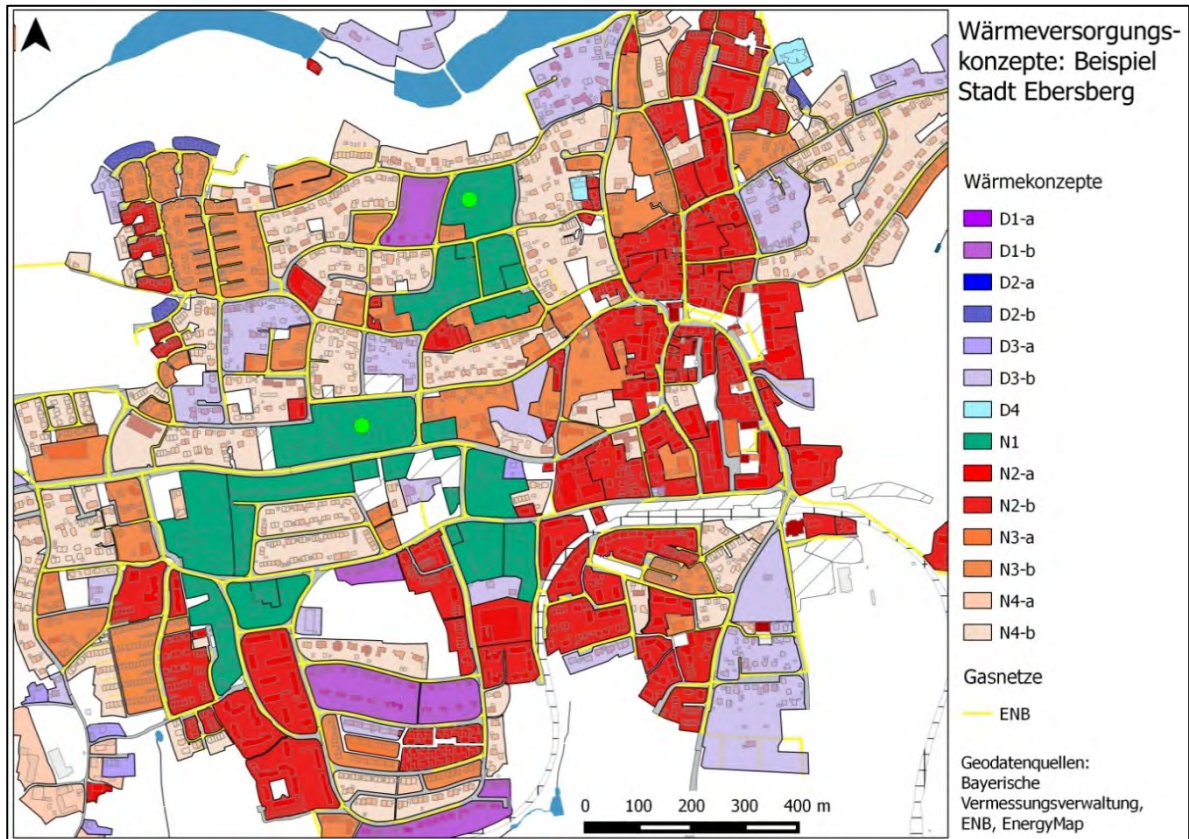 Wärmeversorgungs-
konzepte: Beispiel
Stadt Ebersberg
Wärmekonzepte
D1-a
D1-b
D2-a
D2-b
D3-a
D3-b
D4
N1
N2-a
N2-b
N3-a
N3-b
N4-a
N4-b
Gasnetze
ENB
Geodatenquellen:
Bayerische
Vermessungsverwaltung,
ENB, EnergyMap
0 100 200 300 400 m